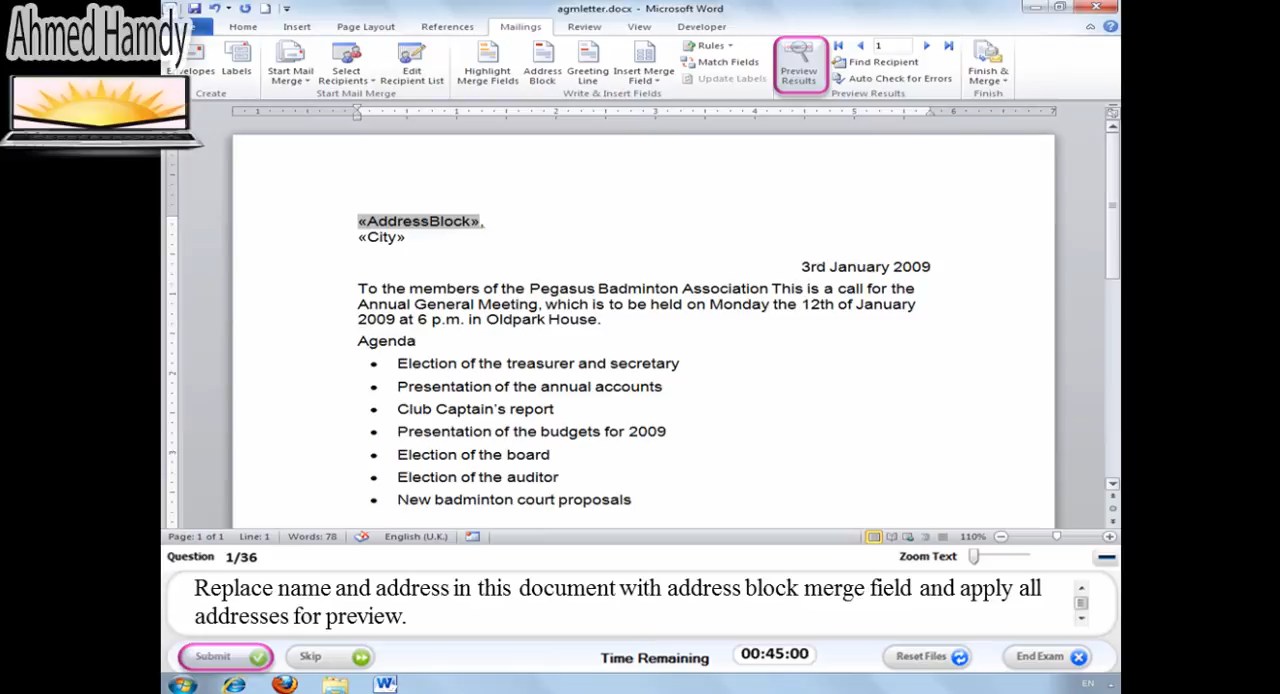 agmletter.docx - Microsoft Word
Ahmed Hamdy
Home Insert Page Layout References Mailings Review View Developer
Envelopes Labels Start Mail Merge Select Recipients Edit Recipient List Highlight Merge Fields Address Block Greeting Line Insert Merge Field Rules Match Fields Update Labels Preview Results 1 Find Recipient Auto Check for Errors Finish & Merge
Create Start Mail Merge Write & Insert Fields Preview Results Finish
1 1 2 3 4 5 6 7
«AddressBlock»,
«City»
3rd January 2009
To the members of the Pegasus Badminton Association This is a call for the
Annual General Meeting, which is to be held on Monday the 12th of January
2009 at 6 p.m. in Oldpark House.
Agenda
• Election of the treasurer and secretary
• Presentation of the annual accounts
• Club Captain's report
• Presentation of the budgets for 2009
• Election of the board
• Election of the auditor
• New badminton court proposals
Page: 1 of 1 Line: 1 Words: 78 English (U.K.) 110%
Question 1/36 Zoom Text
Replace name and address in this document with address block merge field and apply all
addresses for preview.
Submit Skip Time Remaining 00:45:00 Reset Files End Exam
EN